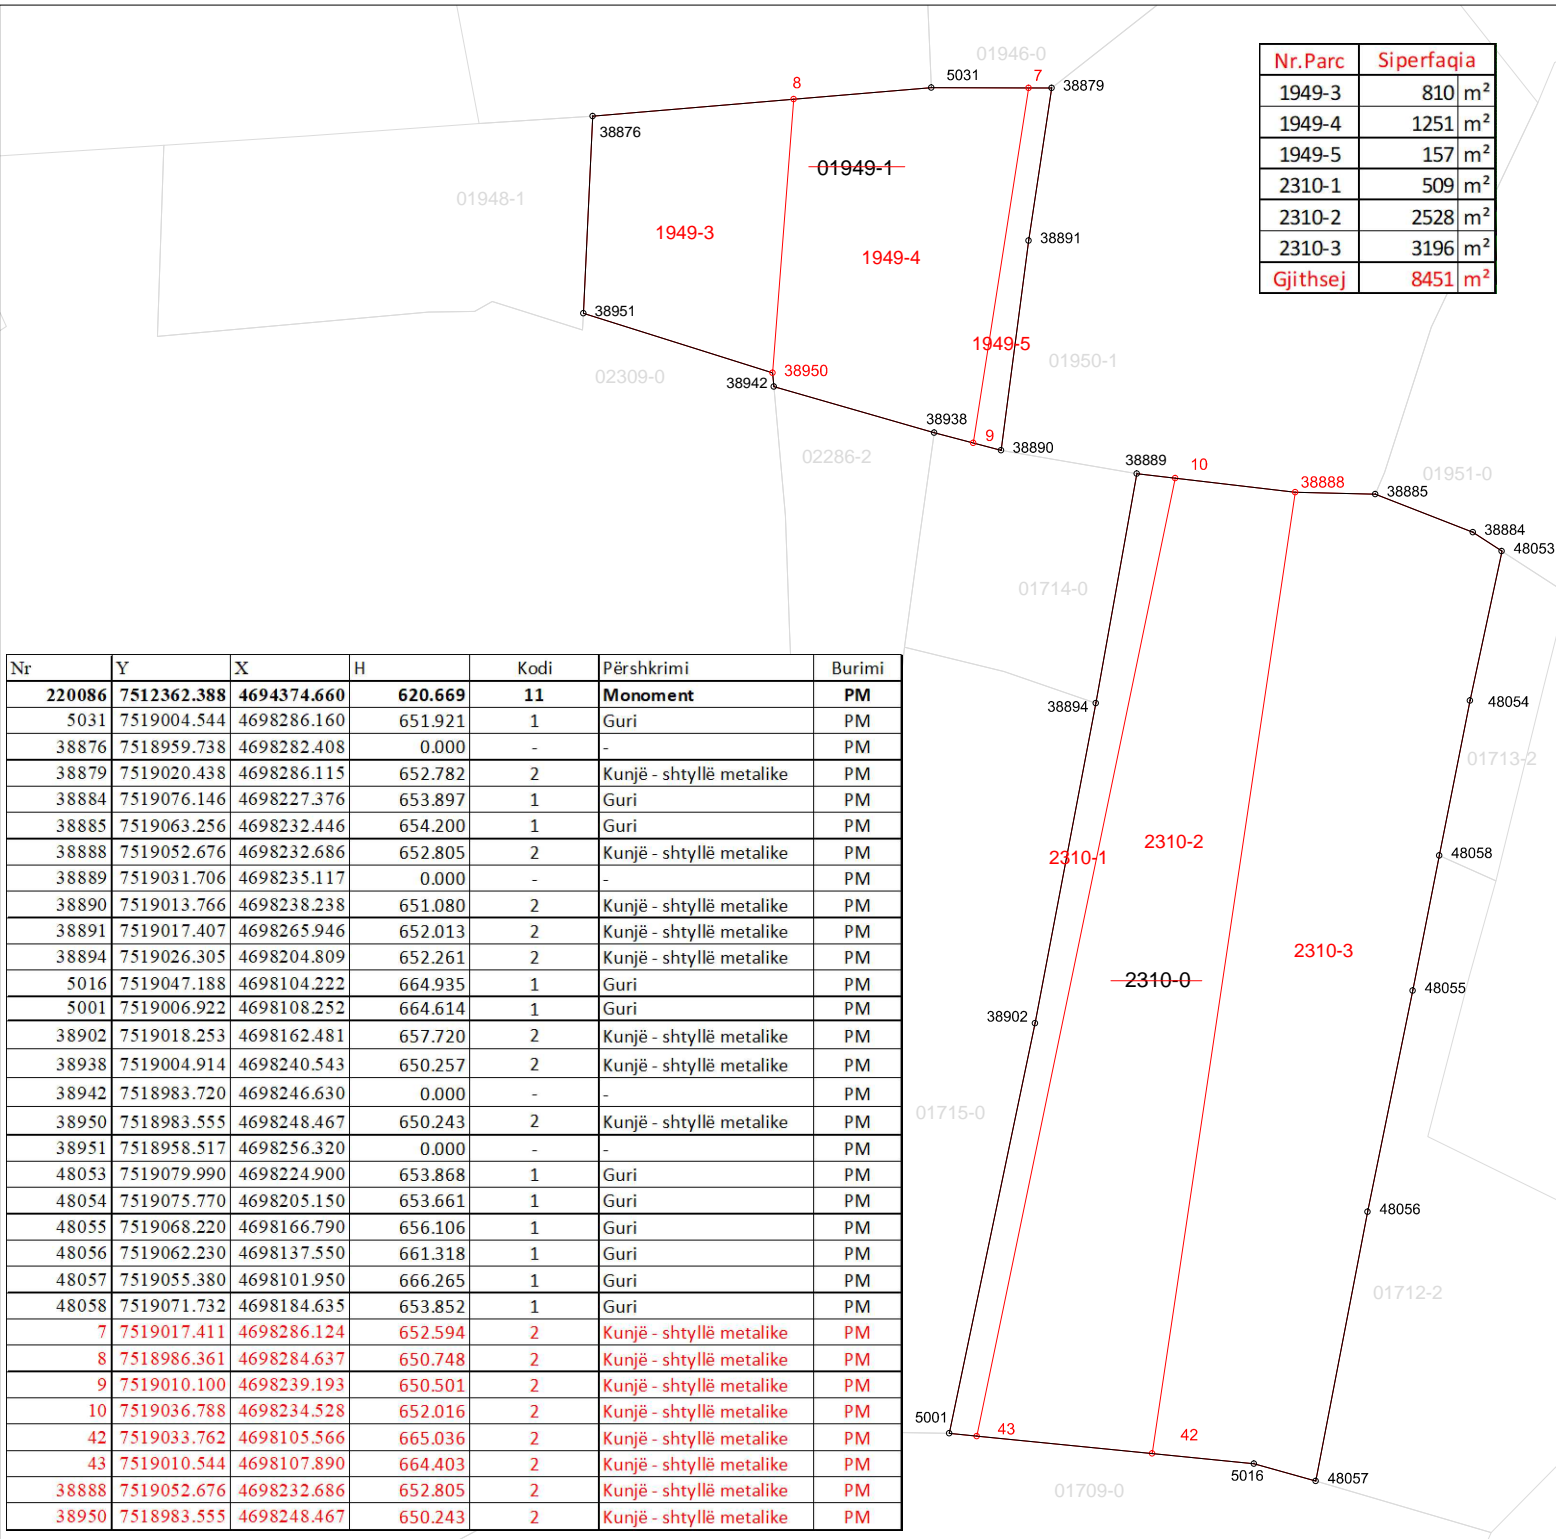 01946-0
8
5031
7
38879
38876
01949-1
01948-1
1949-3
1949-4
38891
38951
1949-5
01950-1
02309-0
38950
38942
38938
9
38890
02286-2
Nr.Parc Siperfaqia
1949-3 810 m²
1949-4 1251 m²
1949-5 157 m²
2310-1 509 m²
2310-2 2528 m²
2310-3 3196 m²
Gjithsej 8451 m²
38889
10
38888
01951-0
38885
38884
48053
01714-0
38894
48054
01713-2
2310-2
2310-1
48058
2310-3
2310-0
48055
38902
01715-0
48056
01712-2
5001
43
42
5016
48057
01709-0
Nr Y X H Kodi Përshkrimi Burimi
220086 7512362.388 4694374.660 620.669 11 Monoment PM
5031 7519004.544 4698286.160 651.921 1 Guri PM
38876 7518959.738 4698282.408 0.000 - - PM
38879 7519020.438 4698286.115 652.782 2 Kunjë - shtyllë metalike PM
38884 7519076.146 4698227.376 653.897 1 Guri PM
38885 7519063.256 4698232.446 654.200 1 Guri PM
38888 7519052.676 4698232.686 652.805 2 Kunjë - shtyllë metalike PM
38889 7519031.706 4698235.117 0.000 - - PM
38890 7519013.766 4698238.238 651.080 2 Kunjë - shtyllë metalike PM
38891 7519017.407 4698265.946 652.013 2 Kunjë - shtyllë metalike PM
38894 7519026.305 4698204.809 652.261 2 Kunjë - shtyllë metalike PM
5016 7519047.188 4698104.222 664.935 1 Guri PM
5001 7519006.922 4698108.252 664.614 1 Guri PM
38902 7519018.253 4698162.481 657.720 2 Kunjë - shtyllë metalike PM
38938 7519004.914 4698240.543 650.257 2 Kunjë - shtyllë metalike PM
38942 7518983.720 4698246.630 0.000 - - PM
38950 7518983.555 4698248.467 650.243 2 Kunjë - shtyllë metalike PM
38951 7518958.517 4698256.320 0.000 - - PM
48053 7519079.990 4698224.900 653.868 1 Guri PM
48054 7519075.770 4698205.150 653.661 1 Guri PM
48055 7519068.220 4698166.790 656.106 1 Guri PM
48056 7519062.230 4698137.550 661.318 1 Guri PM
48057 7519055.380 4698101.950 666.265 1 Guri PM
48058 7519071.732 4698184.635 653.852 1 Guri PM
7 7519017.411 4698286.124 652.594 2 Kunjë - shtyllë metalike PM
8 7518986.361 4698284.637 650.748 2 Kunjë - shtyllë metalike PM
9 7519010.100 4698239.193 650.501 2 Kunjë - shtyllë metalike PM
10 7519036.788 4698234.528 652.016 2 Kunjë - shtyllë metalike PM
42 7519033.762 4698105.566 665.036 2 Kunjë - shtyllë metalike PM
43 7519010.544 4698107.890 664.403 2 Kunjë - shtyllë metalike PM
38888 7519052.676 4698232.686 652.805 2 Kunjë - shtyllë metalike PM
38950 7518983.555 4698248.467 650.243 2 Kunjë - shtyllë metalike PM